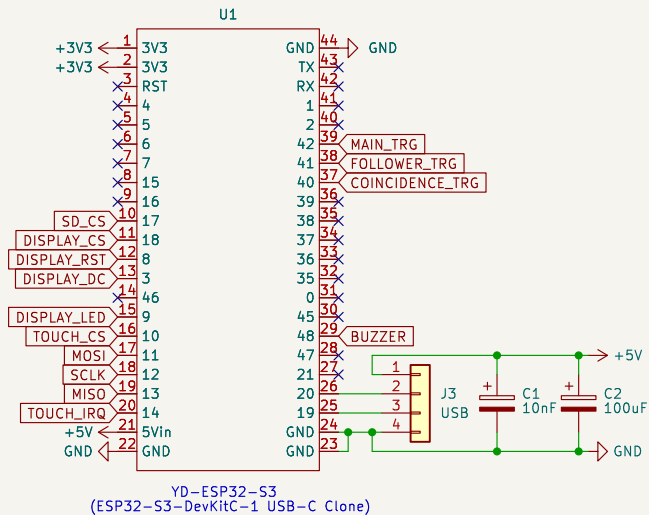 U1
+3V3 1 3V3 GND 44 GND
+3V3 2 3V3 TX 43
3 RST RX 42
4 4 1 41
5 5 2 40
6 6 42 39 MAIN_TRG
7 7 41 38 FOLLOWER_TRG
8 15 40 37 COINCIDENCE_TRG
9 16 39 36
SD_CS 10 17 38 35
DISPLAY_CS 11 18 37 34
DISPLAY_RST 12 8 36 33
DISPLAY_DC 13 3 35 32
14 46 0 31
DISPLAY_LED 15 9 45 30
TOUCH_CS 16 10 48 29 BUZZER
MOSI 17 11 47 28 +5V
SCLK 18 12 21 27 1
MISO 19 13 20 26 2 J3 + C1 + C2
TOUCH_IRQ 20 14 19 25 3 USB 10nF 100uF
+5V 21 5Vin GND 24 4
GND 22 GND GND 23 GND
YD-ESP32-S3
(ESP32-S3-DevKitC-1 USB-C Clone)